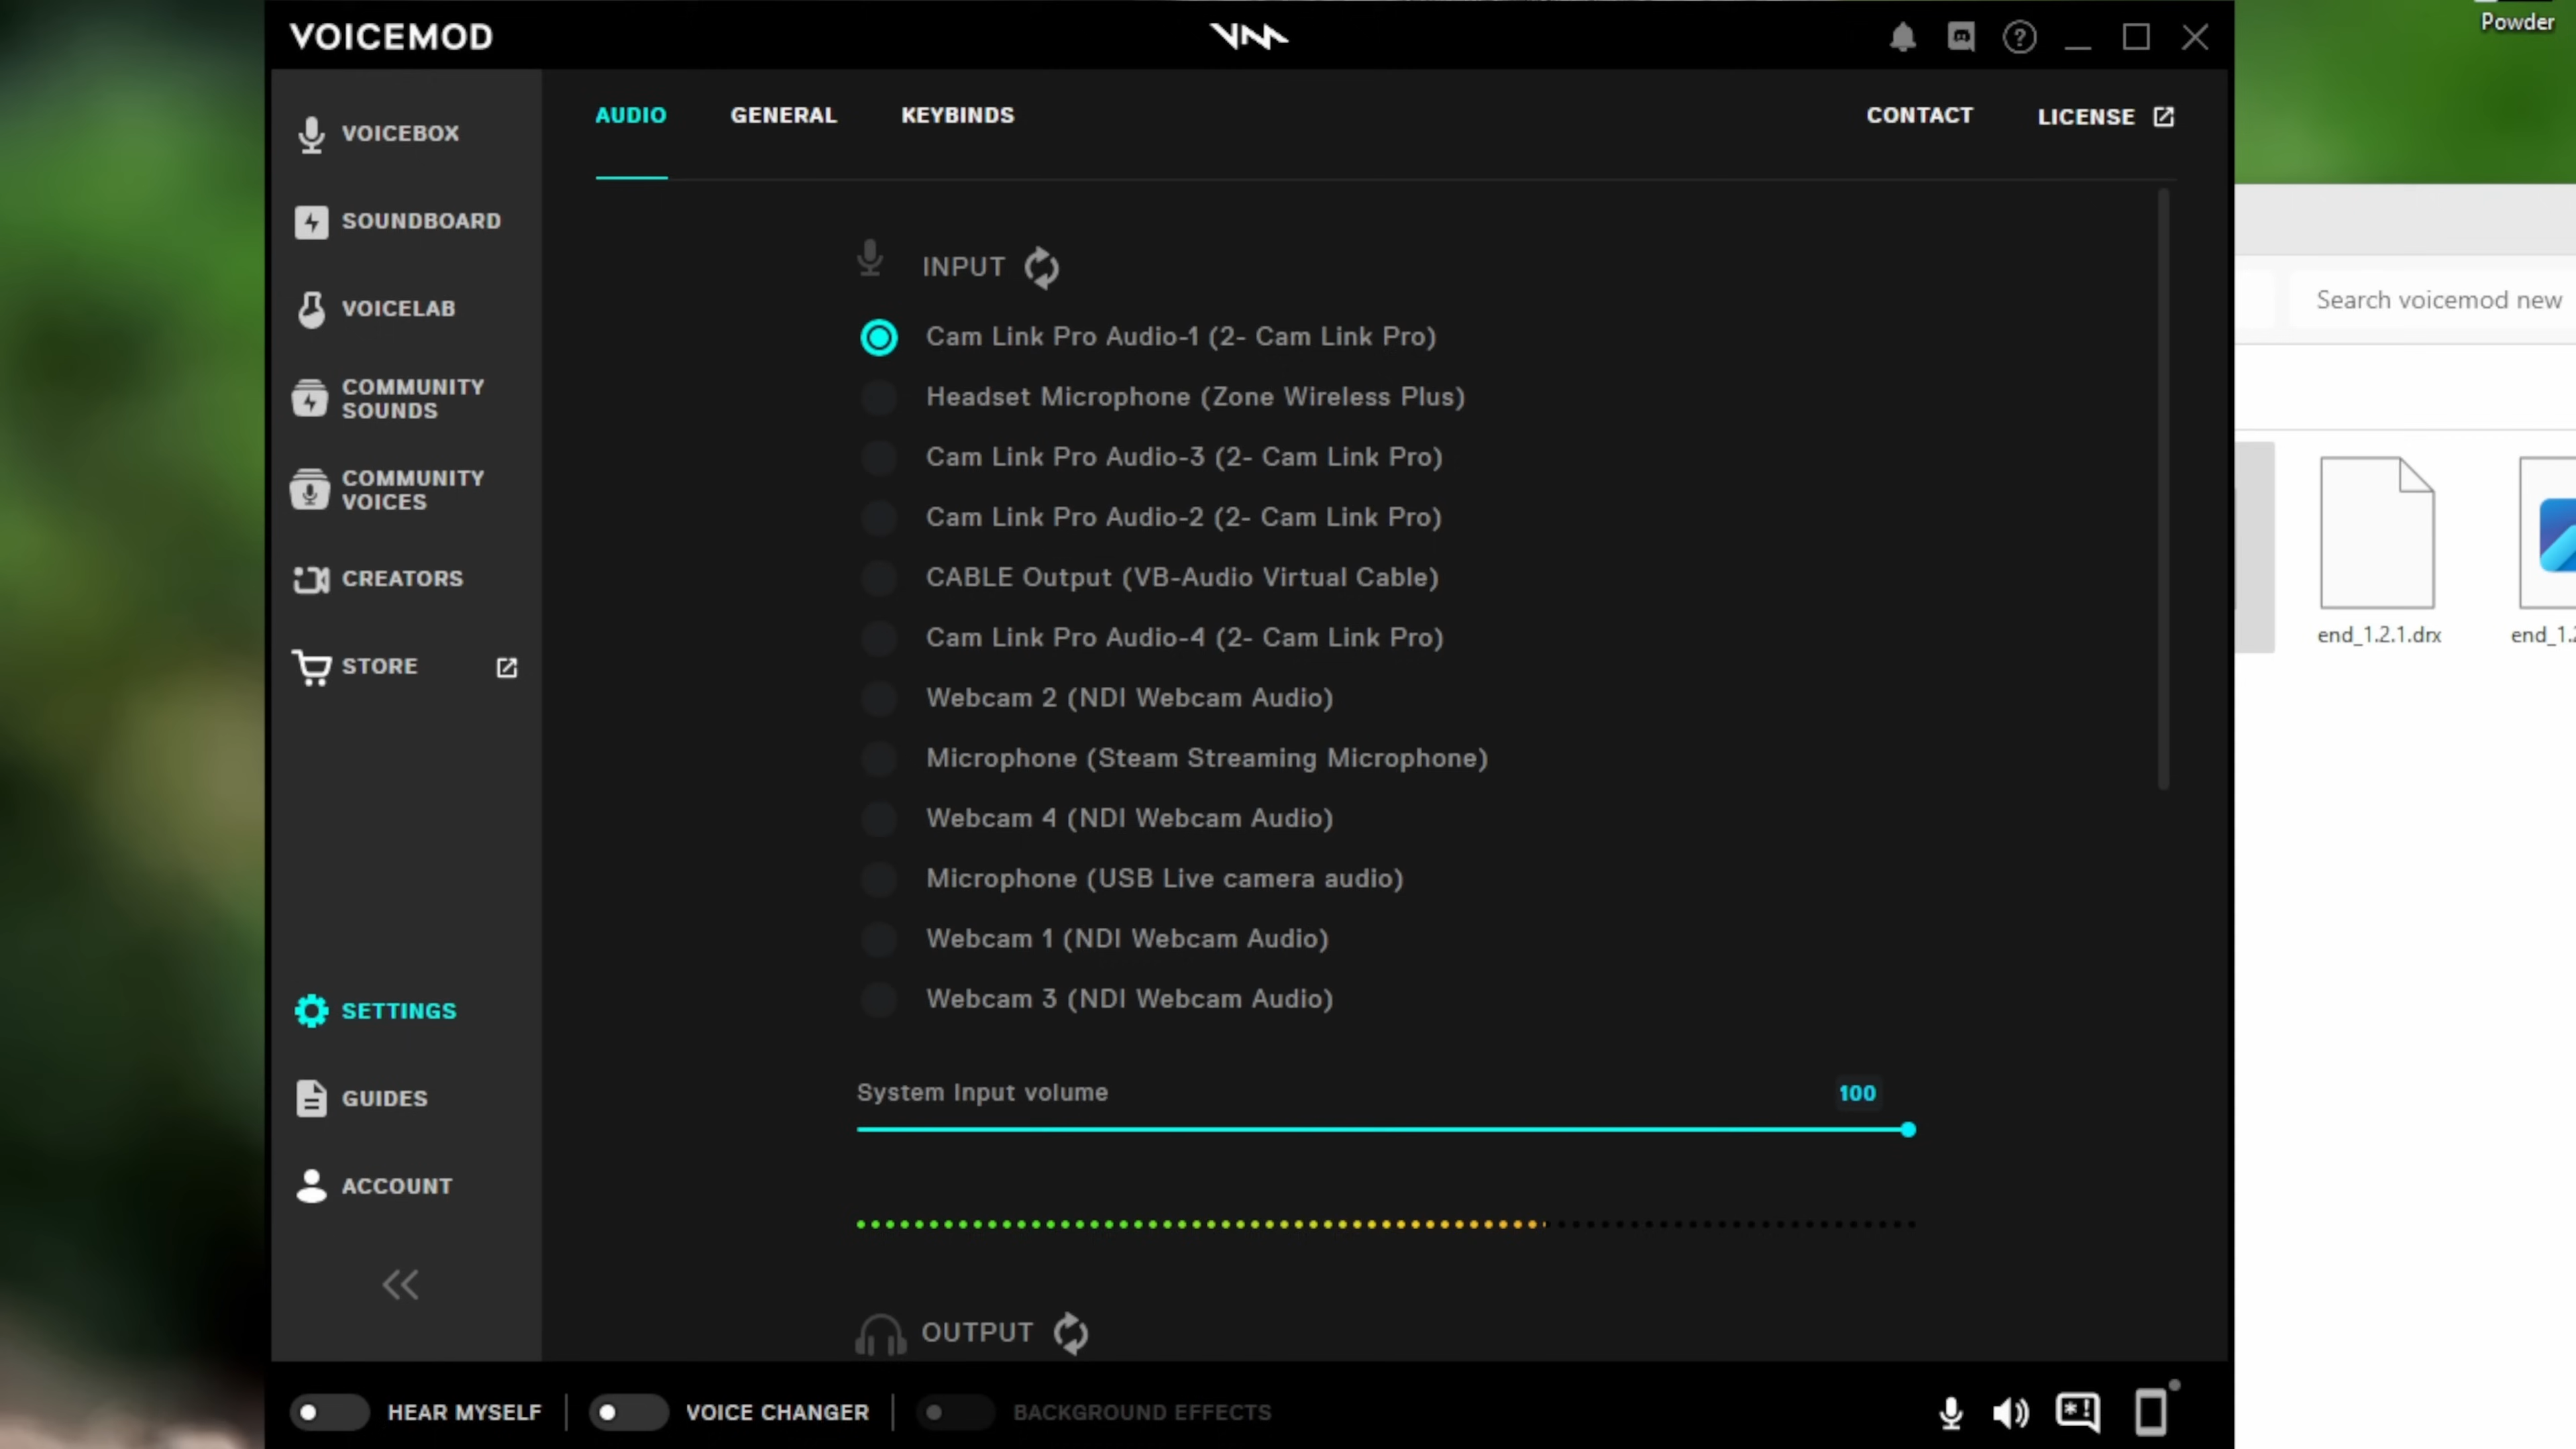 Powder
VOICEMOD
VOICEBOX
SOUNDBOARD
VOICELAB
COMMUNITY
SOUNDS
COMMUNITY
VOICES
CREATORS
STORE
SETTINGS
GUIDES
ACCOUNT
AUDIO GENERAL KEYBINDS CONTACT LICENSE
INPUT
Cam Link Pro Audio-1 (2- Cam Link Pro)
Headset Microphone (Zone Wireless Plus)
Cam Link Pro Audio-3 (2- Cam Link Pro)
Cam Link Pro Audio-2 (2- Cam Link Pro)
CABLE Output (VB-Audio Virtual Cable)
Cam Link Pro Audio-4 (2- Cam Link Pro)
Webcam 2 (NDI Webcam Audio)
Microphone (Steam Streaming Microphone)
Webcam 4 (NDI Webcam Audio)
Microphone (USB Live camera audio)
Webcam 1 (NDI Webcam Audio)
Webcam 3 (NDI Webcam Audio)
System Input volume 100
OUTPUT
HEAR MYSELF VOICE CHANGER BACKGROUND EFFECTS
Search voicemod new
end_1.2.1.drx